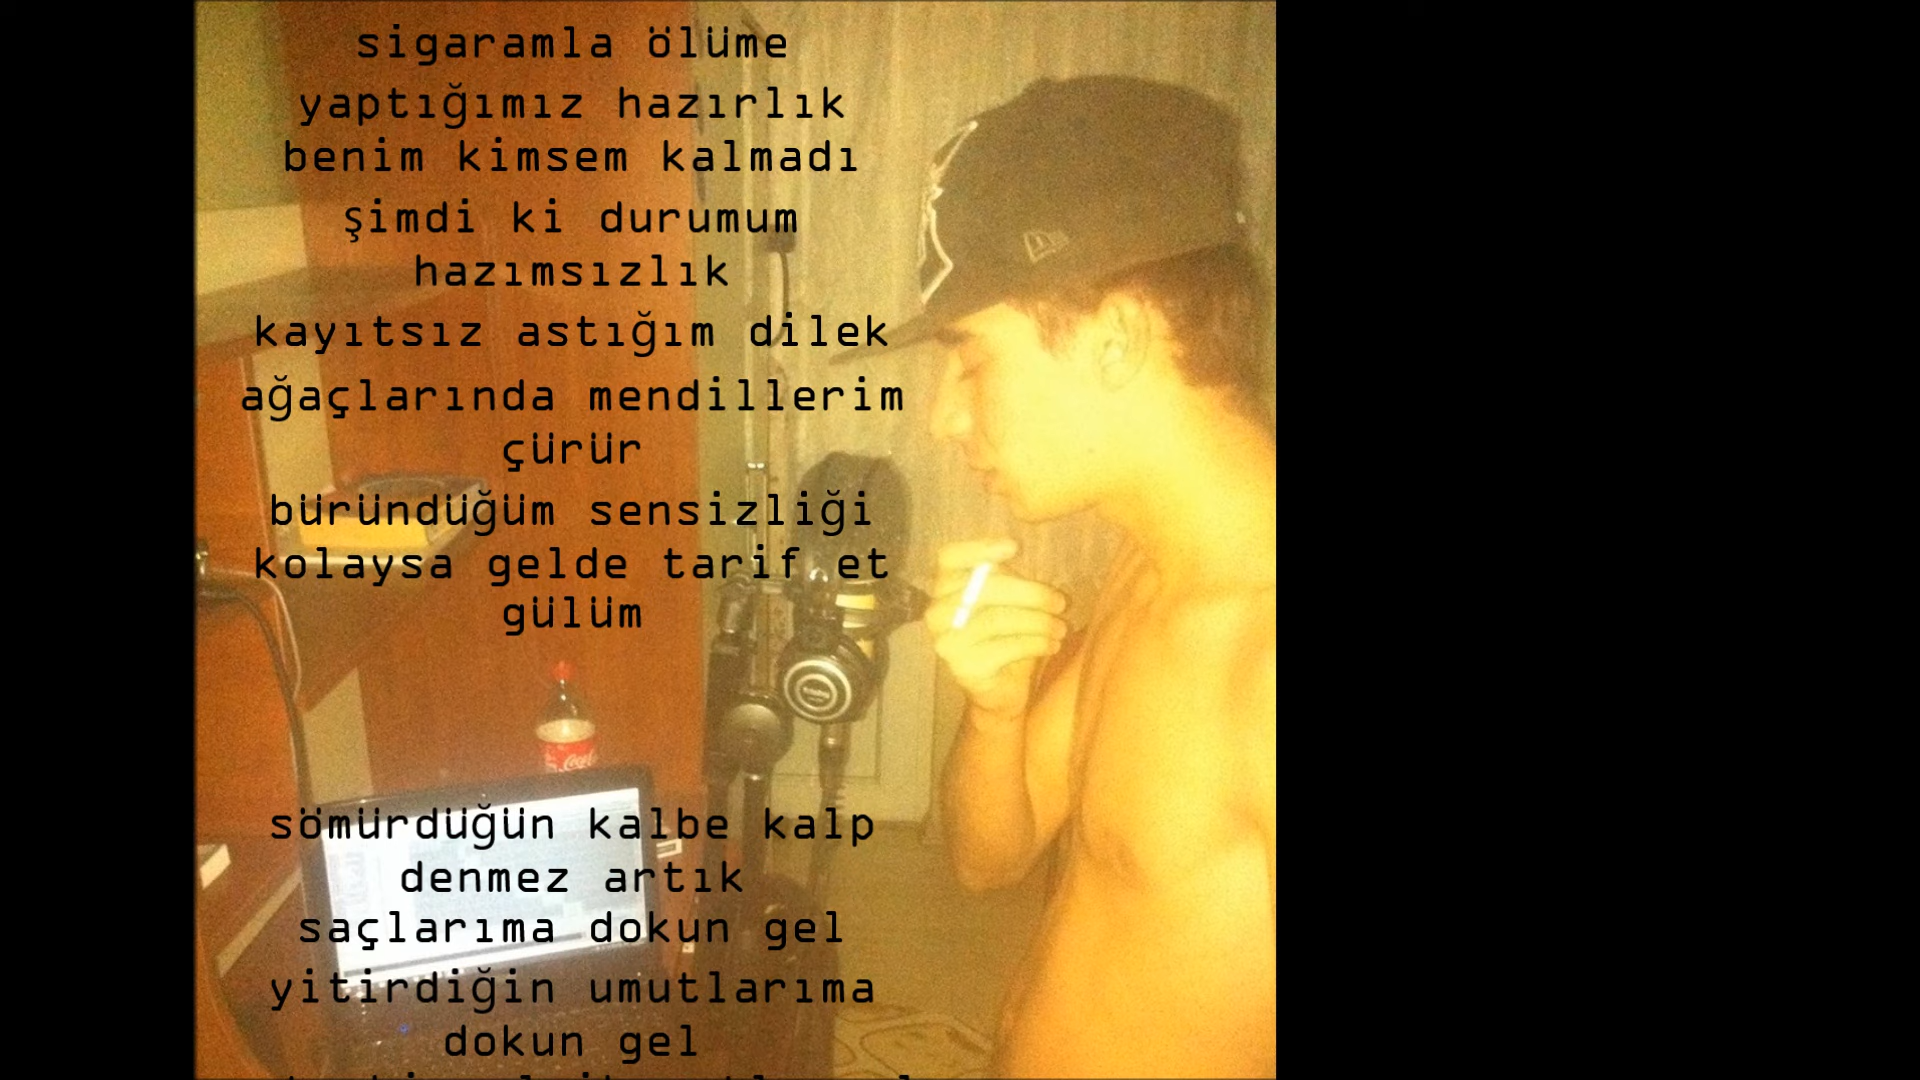 sigaramla ölüme
yaptığımız hazırlık
benim kimsem kalmadı
şimdi ki durumum
hazımsızlık
kayıtsız astığım dilek
ağaçlarında mendillerim
çürür
büründüğüm sensizliği
kolaysa gelde tarif et
gülüm
sömürdüğün kalbe kalp
denmez artık
saçlarıma dokun gel
yitirdiğin umutlarıma
dokun gel